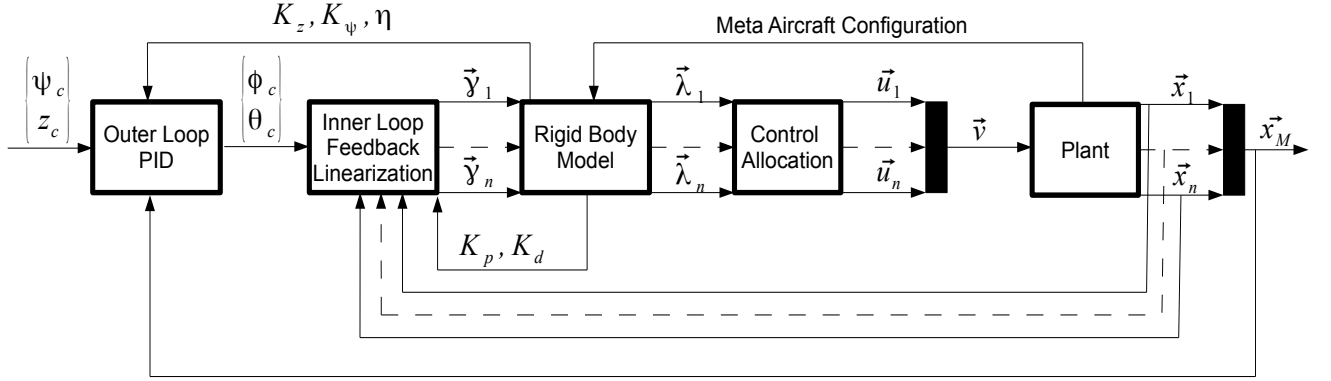 K_z, K_ψ, η
Meta Aircraft Configuration
ψ_c
z_c
Outer Loop
PID
ϕ_c
θ_c
Inner Loop
Feedback
Linearization
γ⃗_1
γ⃗_n
Rigid Body
Model
λ⃗_1
λ⃗_n
Control
Allocation
u⃗_1
u⃗_n
v⃗
Plant
x⃗_1
x⃗_n
x⃗_M
K_p, K_d